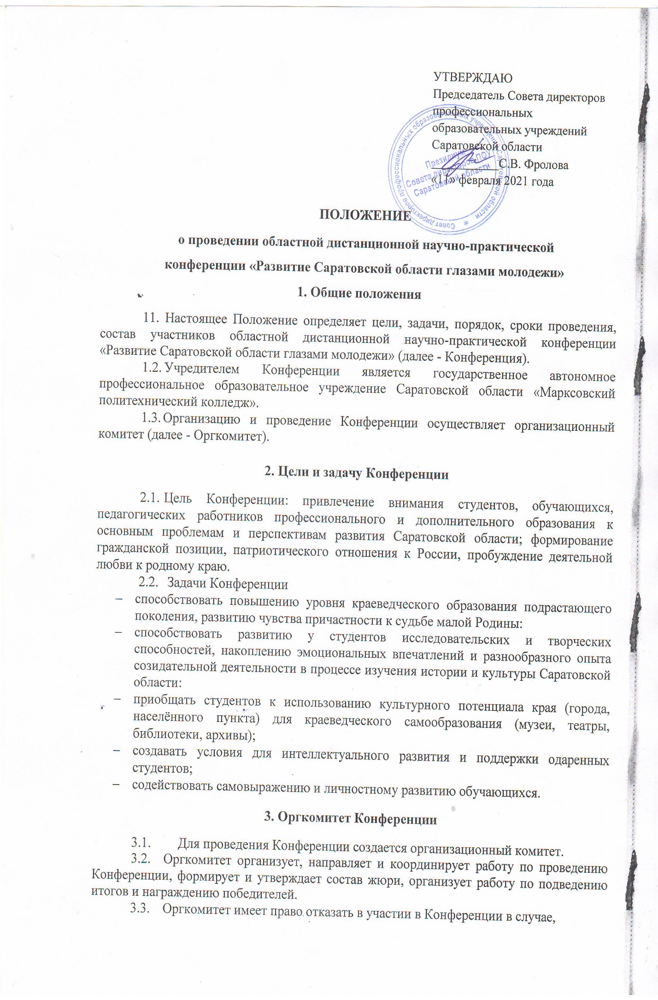 УТВЕРЖДАЮ
Председатель Совета директоров
профессиональных
образовательных учреждений
Саратовской области
___________С.В. Фролова
«11» февраля 2021 года
Совет директоров профессиональных образовательных учреждений Саратовской области *
Президиум
Совета директоров ПОУ
Саратовской области
ПОЛОЖЕНИЕ
о проведении областной дистанционной научно-практической
конференции «Развитие Саратовской области глазами молодежи»
1. Общие положения
11. Настоящее Положение определяет цели, задачи, порядок, сроки проведения,
состав участников областной дистанционной научно-практической конференции
«Развитие Саратовской области глазами молодежи» (далее - Конференция).
1.2. Учредителем Конференции является государственное автономное
профессиональное образовательное учреждение Саратовской области «Марксовский
политехнический колледж».
1.3. Организацию и проведение Конференции осуществляет организационный
комитет (далее - Оргкомитет).
2. Цели и задачу Конференции
2.1. Цель Конференции: привлечение внимания студентов, обучающихся,
педагогических работников профессионального и дополнительного образования к
основным проблемам и перспективам развития Саратовской области; формирование
гражданской позиции, патриотического отношения к России, пробуждение деятельной
любви к родному краю.
2.2. Задачи Конференции
– способствовать повышению уровня краеведческого образования подрастающего
поколения, развитию чувства причастности к судьбе малой Родины:
– способствовать развитию у студентов исследовательских и творческих
способностей, накоплению эмоциональных впечатлений и разнообразного опыта
созидательной деятельности в процессе изучения истории и культуры Саратовской
области:
– приобщать студентов к использованию культурного потенциала края (города,
населённого пункта) для краеведческого самообразования (музеи, театры,
библиотеки, архивы);
– создавать условия для интеллектуального развития и поддержки одаренных
студентов;
– содействовать самовыражению и личностному развитию обучающихся.
3. Оргкомитет Конференции
3.1. Для проведения Конференции создается организационный комитет.
3.2. Оргкомитет организует, направляет и координирует работу по проведению
Конференции, формирует и утверждает состав жюри, организует работу по подведению
итогов и награждению победителей.
3.3. Оргкомитет имеет право отказать в участии в Конференции в случае,